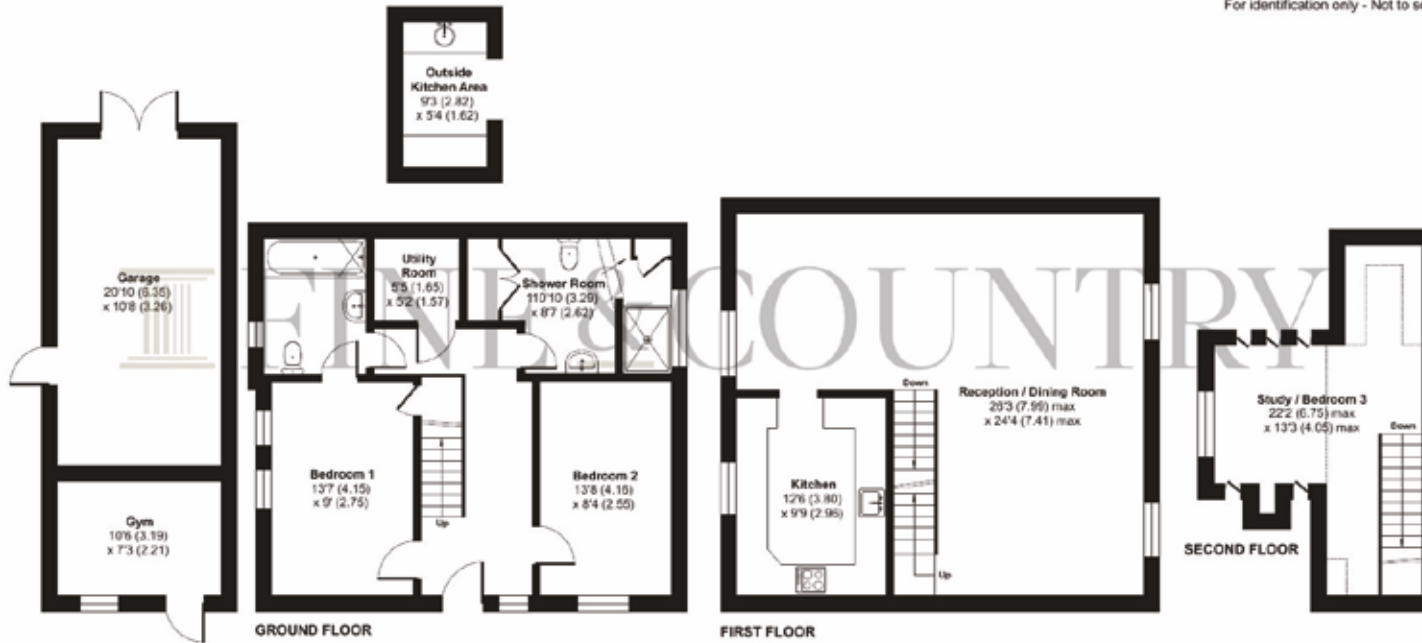 For identification only - Not to s
Outside
Kitchen Area
9'3 (2.82)
x 5'4 (1.62)
Garage
20'10 (6.35)
x 10'8 (3.26)
Utility
Room
5'5 (1.65)
x 5'2 (1.57)
Shower Room
110'10 (3.29)
x 8'7 (2.62)
FINE & COUNTRY
Bedroom 1
13'7 (4.15)
x 9' (2.75)
Up
Bedroom 2
13'8 (4.16)
x 8'4 (2.55)
Gym
10'6 (3.19)
x 7'3 (2.21)
GROUND FLOOR
Down
Reception / Dining Room
26'3 (7.99) max
x 24'4 (7.41) max
Kitchen
12'6 (3.80)
x 9'9 (2.96)
Up
FIRST FLOOR
Study / Bedroom 3
22'2 (6.75) max
x 13'3 (4.05) max
Down
SECOND FLOOR